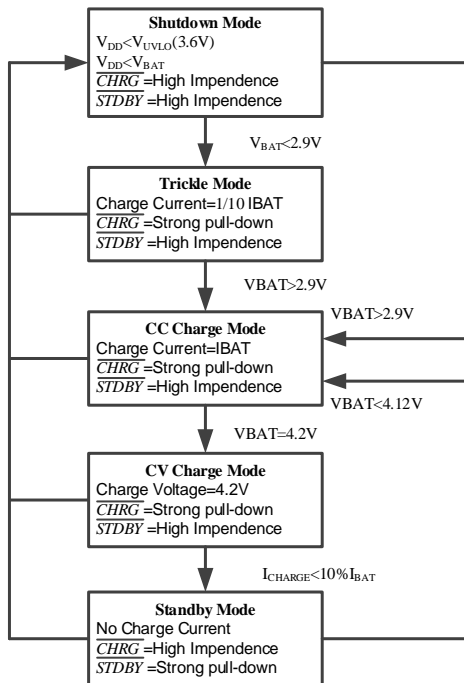 Shutdown Mode
VDD<VUVLO(3.6V)
VDD<VBAT
CHRG =High Impendence
STDBY =High Impendence
VBAT<2.9V
Trickle Mode
Charge Current=1/10 IBAT
CHRG =Strong pull-down
STDBY =High Impendence
VBAT>2.9V
CC Charge Mode
Charge Current=IBAT
CHRG =Strong pull-down
STDBY =High Impendence
VBAT>2.9V
VBAT<4.12V
VBAT=4.2V
CV Charge Mode
Charge Voltage=4.2V
CHRG =Strong pull-down
STDBY =High Impendence
ICHARGE<10%IBAT
Standby Mode
No Charge Current
CHRG =High Impendence
STDBY =Strong pull-down